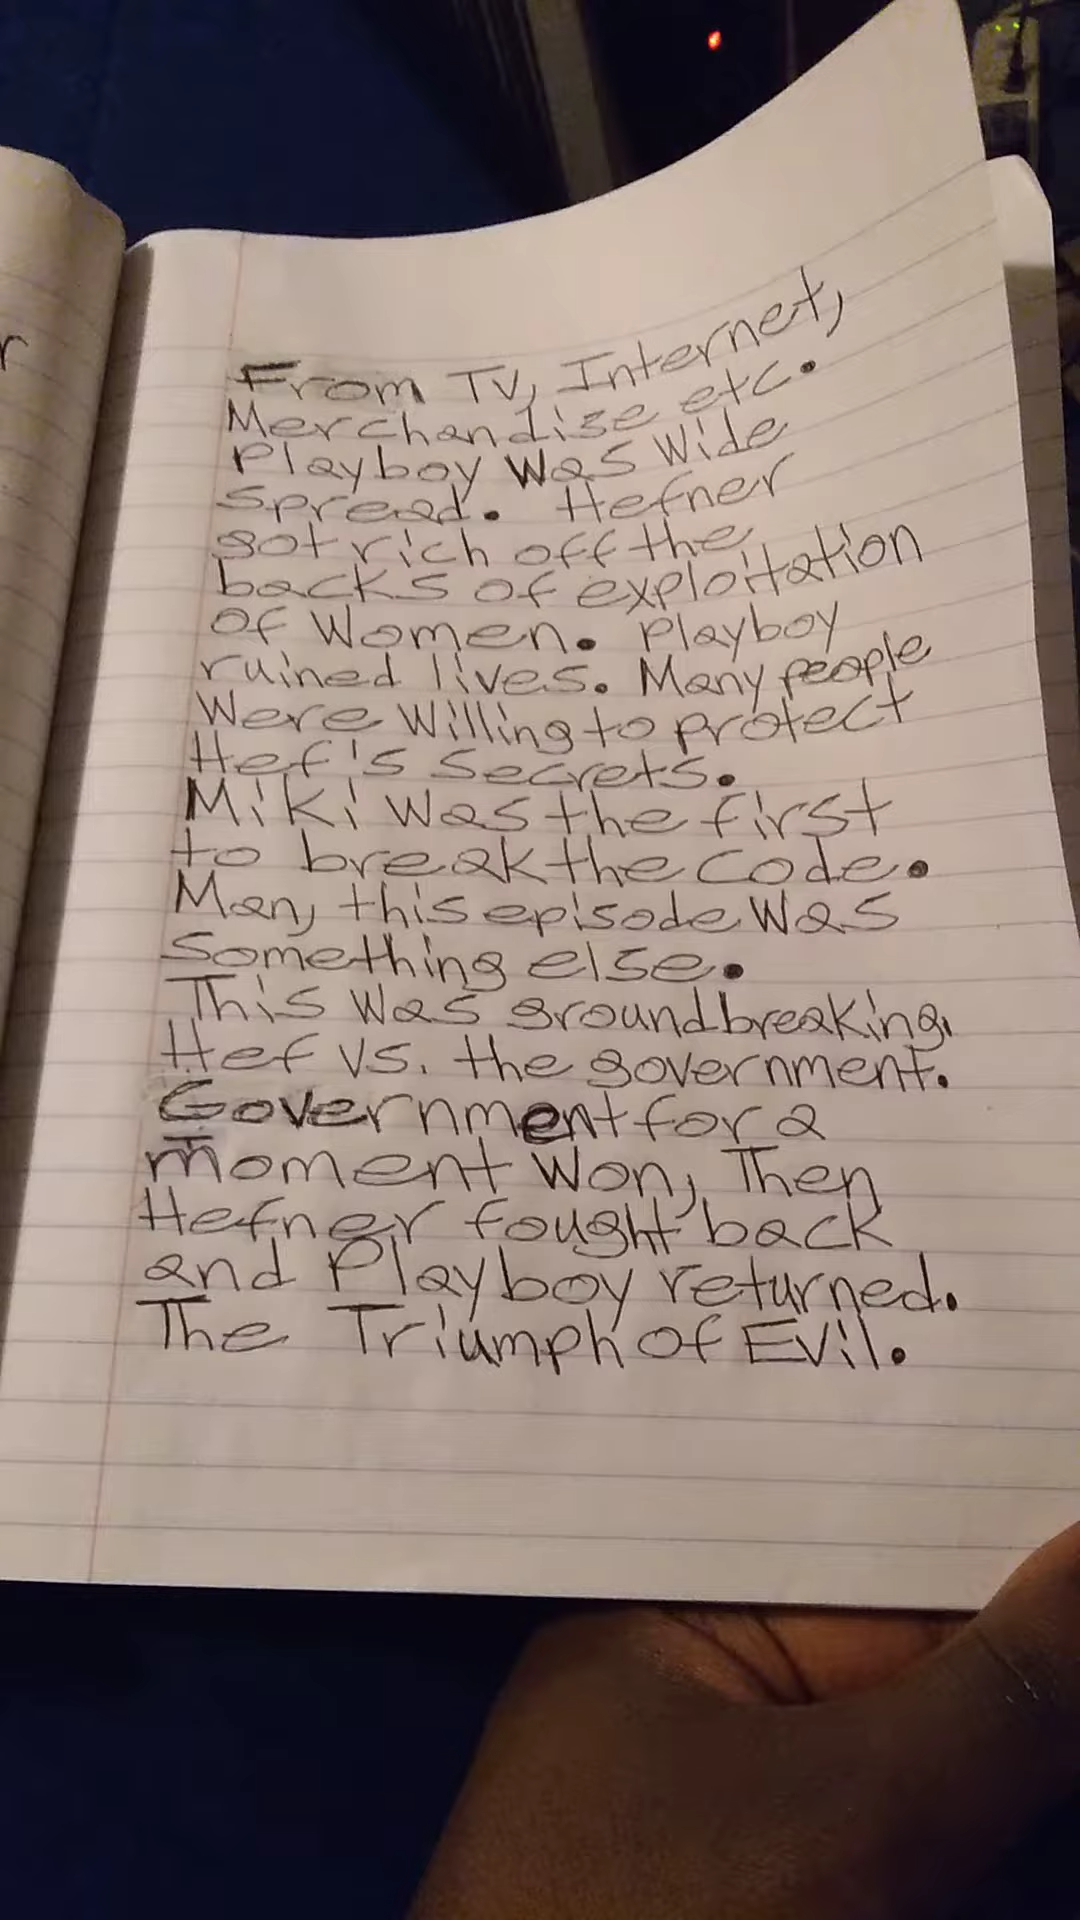 From TV, Internet,
Merchandise etc.
Playboy was wide
spread. Hefner
got rich off the
backs of exploitation
of Women. Playboy
ruined lives. Many people
were willing to protect
Hef's secrets.
Miki was the first
to break the code.
Man, this episode was
something else.
This was groundbreaking.
Hef vs. the government.
Government for a
moment won, Then
Hefner fought back
and Playboy returned.
The Triumph of Evil.
r